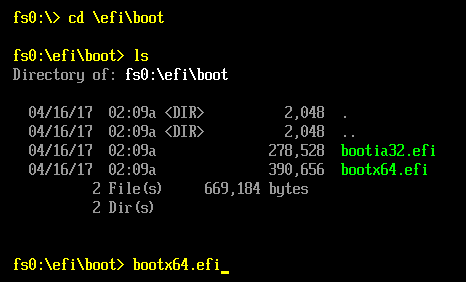 fs0:\> cd \efi\boot
fs0:\efi\boot> ls
Directory of: fs0:\efi\boot
04/16/17 02:09a <DIR> 2,048 .
04/16/17 02:09a <DIR> 2,048 ..
04/16/17 02:09a 278,528 bootia32.efi
04/16/17 02:09a 390,656 bootx64.efi
2 File(s) 669,184 bytes
2 Dir(s)
fs0:\efi\boot> bootx64.efi_